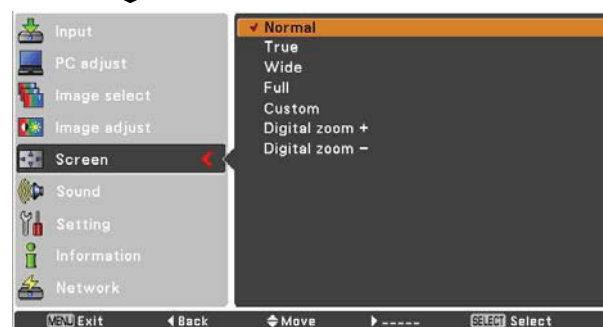 Input
PC adjust
Image select
Image adjust
Screen
Sound
Setting
Information
Network
✔ Normal
True
Wide
Full
Custom
Digital zoom +
Digital zoom –
MENU Exit ◀ Back ◆ Move ▶ ----- SELECT Select